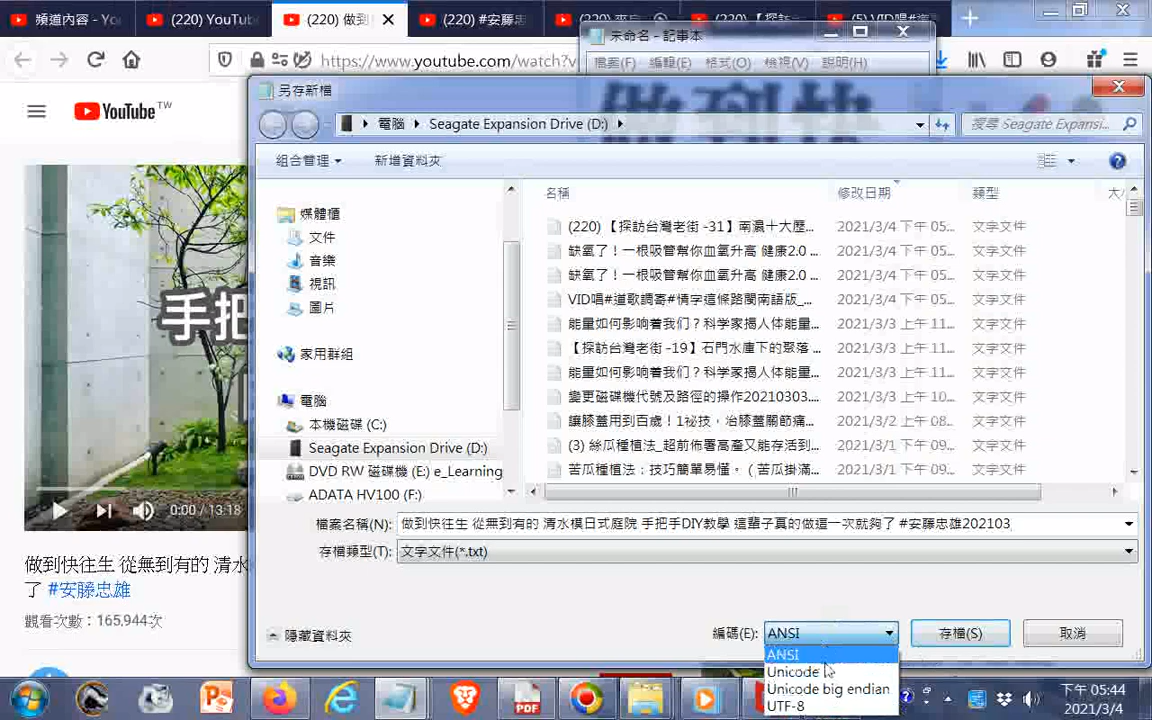 頻道內容 - Yo
(220) YouTub
(220) 做到
(220) #安藤忠
未命名 - 記事本
https://www.youtube.com/watch?v
檔案(F) 編輯(E) 格式(O) 檢視(V) 說明(H)
YouTube TW
做到快
另存新檔
電腦 Seagate Expansion Drive (D:)
搜尋 Seagate Expansi...
組合管理 新增資料夾
名稱 修改日期 類型 大
媒體櫃
文件
音樂
視訊
圖片
家用群組
電腦
本機磁碟 (C:)
Seagate Expansion Drive (D:)
DVD RW 磁碟機 (E:) e_Learning
ADATA HV100 (F:)
(220) 【探訪台灣老街 -31】南濃十大歷... 2021/3/4 下午 05... 文字文件
缺氧了！一根吸管幫你血氧升高 健康2.0 ... 2021/3/4 下午 05... 文字文件
缺氧了！一根吸管幫你血氧升高 健康2.0 ... 2021/3/4 下午 05... 文字文件
VID唱#道歌調寄#情字這條路閩南語版_... 2021/3/4 下午 05... 文字文件
能量如何影响着我们？科学家揭人体能量... 2021/3/3 上午 11... 文字文件
【探訪台灣老街 -19】石門水庫下的聚落 ... 2021/3/3 上午 11... 文字文件
能量如何影响着我们？科学家揭人体能量... 2021/3/3 上午 11... 文字文件
變更磁碟機代號及路徑的操作20210303.... 2021/3/3 上午 10... 文字文件
讓膝蓋用到百歲！1祕技，治膝蓋關節痛... 2021/3/2 上午 08... 文字文件
(3) 絲瓜種植法_超前佈署高產又能存活到... 2021/3/1 上午 09... 文字文件
苦瓜種植法：技巧簡單易懂。（苦瓜掛滿... 2021/3/1 上午 09... 文字文件
手把
0:00 / 13:18
檔案名稱(N): 做到快往生 從無到有的 清水模日式庭院 手把手DIY教學 這輩子真的做這一次就夠了 #安藤忠雄202103
存檔類型(T): 文字文件(*.txt)
做到快往生 從無到有的 清水
了 #安藤忠雄
觀看次數：165,944次
隱藏資料夾
編碼(E): ANSI 存檔(S) 取消
ANSI
Unicode
Unicode big endian
UTF-8
PDF
下午 05:44
2021/3/4